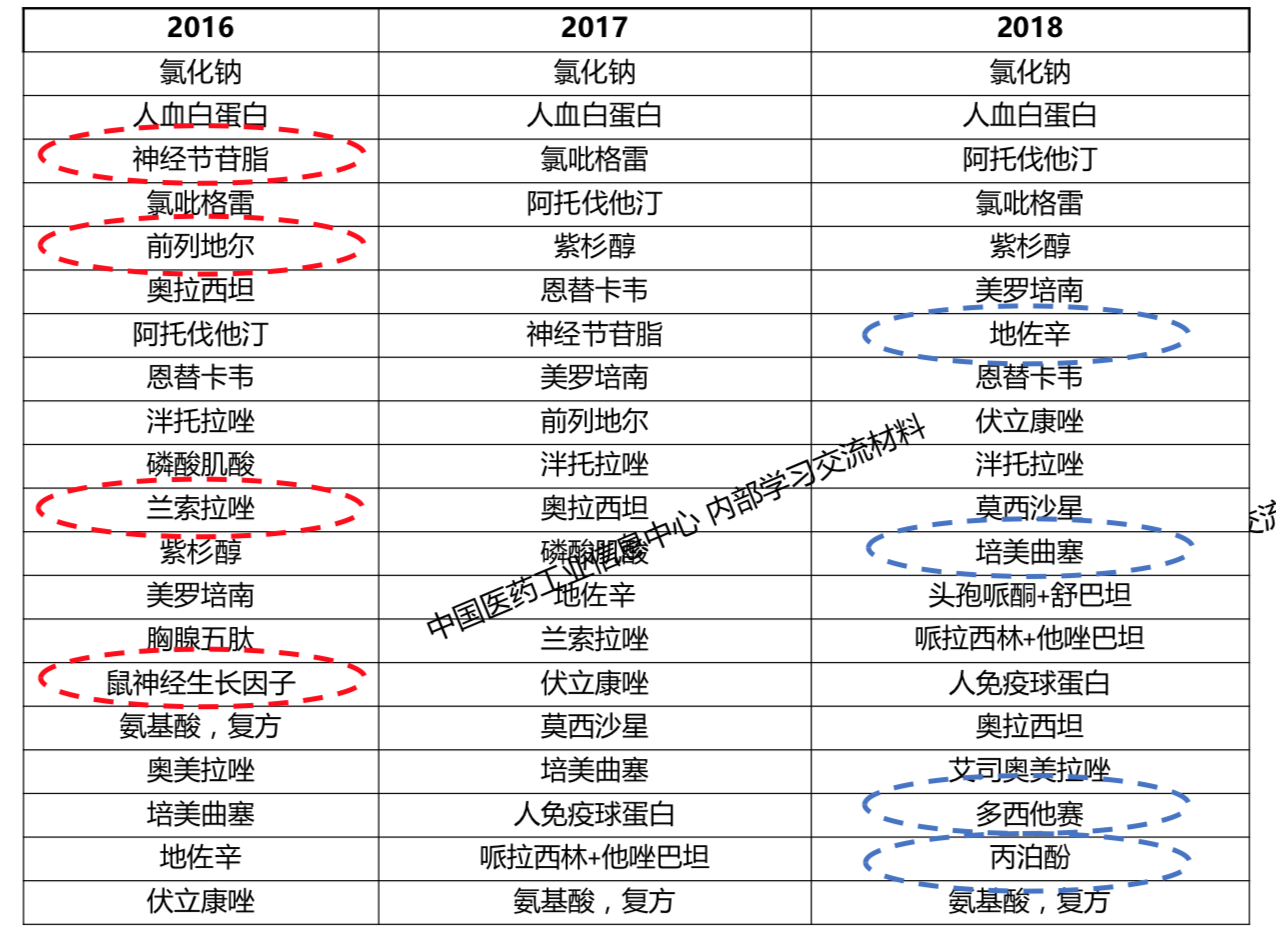 2016 2017 2018
氯化钠 氯化钠 氯化钠
人血白蛋白 人血白蛋白 人血白蛋白
神经节苷脂 氯吡格雷 阿托伐他汀
氯吡格雷 阿托伐他汀 氯吡格雷
前列地尔 紫杉醇 紫杉醇
奥拉西坦 恩替卡韦 美罗培南
阿托伐他汀 神经节苷脂 地佐辛
恩替卡韦 美罗培南 恩替卡韦
泮托拉唑 前列地尔 伏立康唑
磷酸肌酸 泮托拉唑 泮托拉唑
兰索拉唑 奥拉西坦 莫西沙星
紫杉醇 磷酸肌酸 培美曲塞
美罗培南 地佐辛 头孢哌酮+舒巴坦
胸腺五肽 兰索拉唑 哌拉西林+他唑巴坦
鼠神经生长因子 伏立康唑 人免疫球蛋白
氨基酸，复方 莫西沙星 奥拉西坦
奥美拉唑 培美曲塞 艾司奥美拉唑
培美曲塞 人免疫球蛋白 多西他赛
地佐辛 哌拉西林+他唑巴坦 丙泊酚
伏立康唑 氨基酸，复方 氨基酸，复方
中国医药工业信息中心 内部学习交流材料